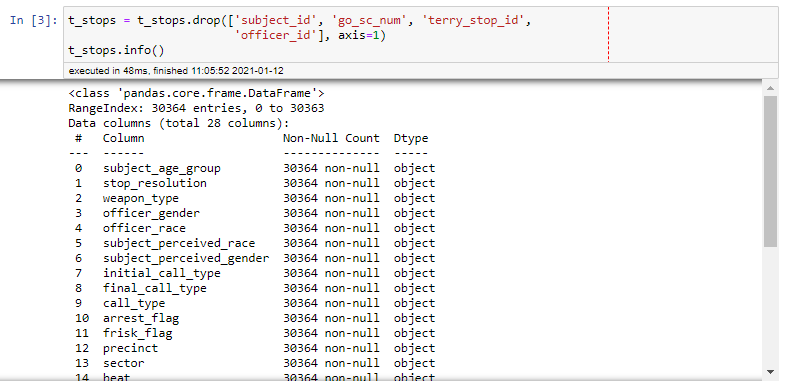 In [3]: t_stops = t_stops.drop(['subject_id', 'go_sc_num', 'terry_stop_id',
'officer_id'], axis=1)
t_stops.info()
executed in 48ms, finished 11:05:52 2021-01-12
<class 'pandas.core.frame.DataFrame'>
RangeIndex: 30364 entries, 0 to 30363
Data columns (total 28 columns):
# Column Non-Null Count Dtype
--- ------ -------------- -----
0 subject_age_group 30364 non-null object
1 stop_resolution 30364 non-null object
2 weapon_type 30364 non-null object
3 officer_gender 30364 non-null object
4 officer_race 30364 non-null object
5 subject_perceived_race 30364 non-null object
6 subject_perceived_gender 30364 non-null object
7 initial_call_type 30364 non-null object
8 final_call_type 30364 non-null object
9 call_type 30364 non-null object
10 arrest_flag 30364 non-null object
11 frisk_flag 30364 non-null object
12 precinct 30364 non-null object
13 sector 30364 non-null object
14 beat 30364 non-null object